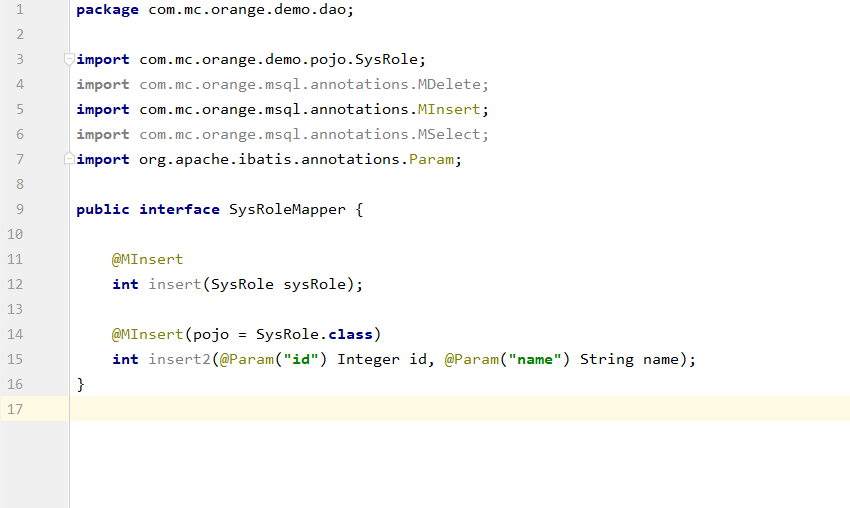 1 package com.mc.orange.demo.dao;
2
3 import com.mc.orange.demo.pojo.SysRole;
4 import com.mc.orange.msql.annotations.MDelete;
5 import com.mc.orange.msql.annotations.MInsert;
6 import com.mc.orange.msql.annotations.MSelect;
7 import org.apache.ibatis.annotations.Param;
8
9 public interface SysRoleMapper {
10
11 @MInsert
12 int insert(SysRole sysRole);
13
14 @MInsert(pojo = SysRole.class)
15 int insert2(@Param("id") Integer id, @Param("name") String name);
16 }
17